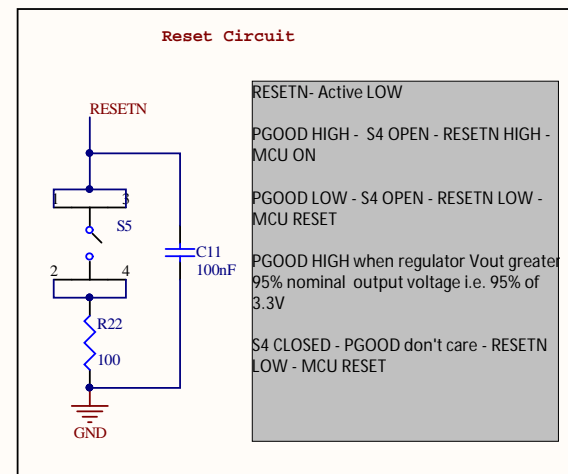 Reset Circuit
RESETN
1 3
S5
2 4
C11
100nF
R22
100
GND
RESETN- Active LOW
PGOOD HIGH - S4 OPEN - RESETN HIGH -
MCU ON
PGOOD LOW - S4 OPEN - RESETN LOW -
MCU RESET
PGOOD HIGH when regulator Vout greater
95% nominal output voltage i.e. 95% of
3.3V
S4 CLOSED - PGOOD don't care - RESETN
LOW - MCU RESET